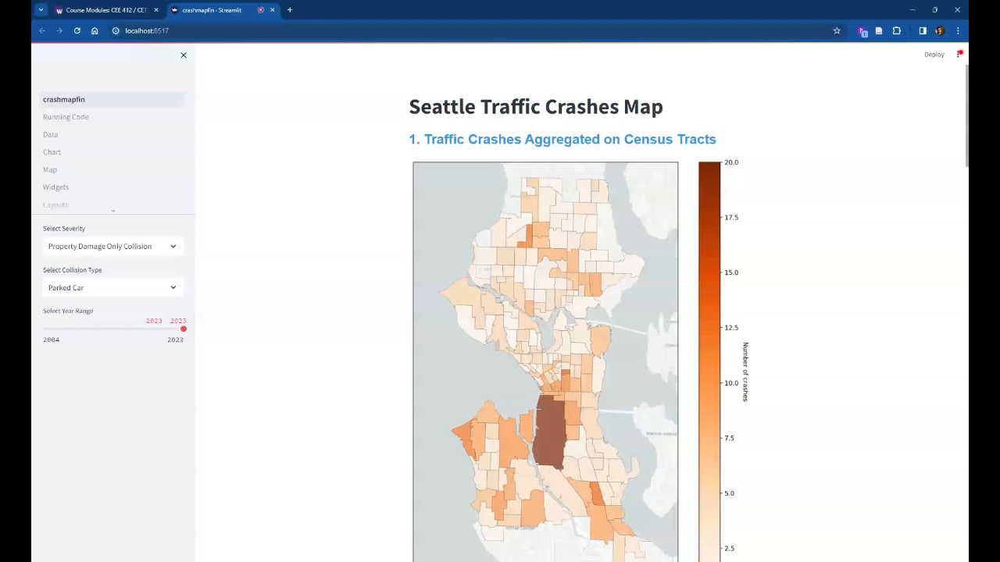 Course Modules: CEE 412 / CET
crashmapfin - Streamlit
localhost:8517
Deploy
crashmapfin
Running Code
Data
Chart
Map
Widgets
Layouts
Select Severity
Property Damage Only Collision
Select Collision Type
Parked Car
Select Year Range
2023 2023
2004 2023
Seattle Traffic Crashes Map
1. Traffic Crashes Aggregated on Census Tracts
20.0
17.5
15.0
12.5
10.0
7.5
5.0
2.5
Number of crashes
Mercer Island